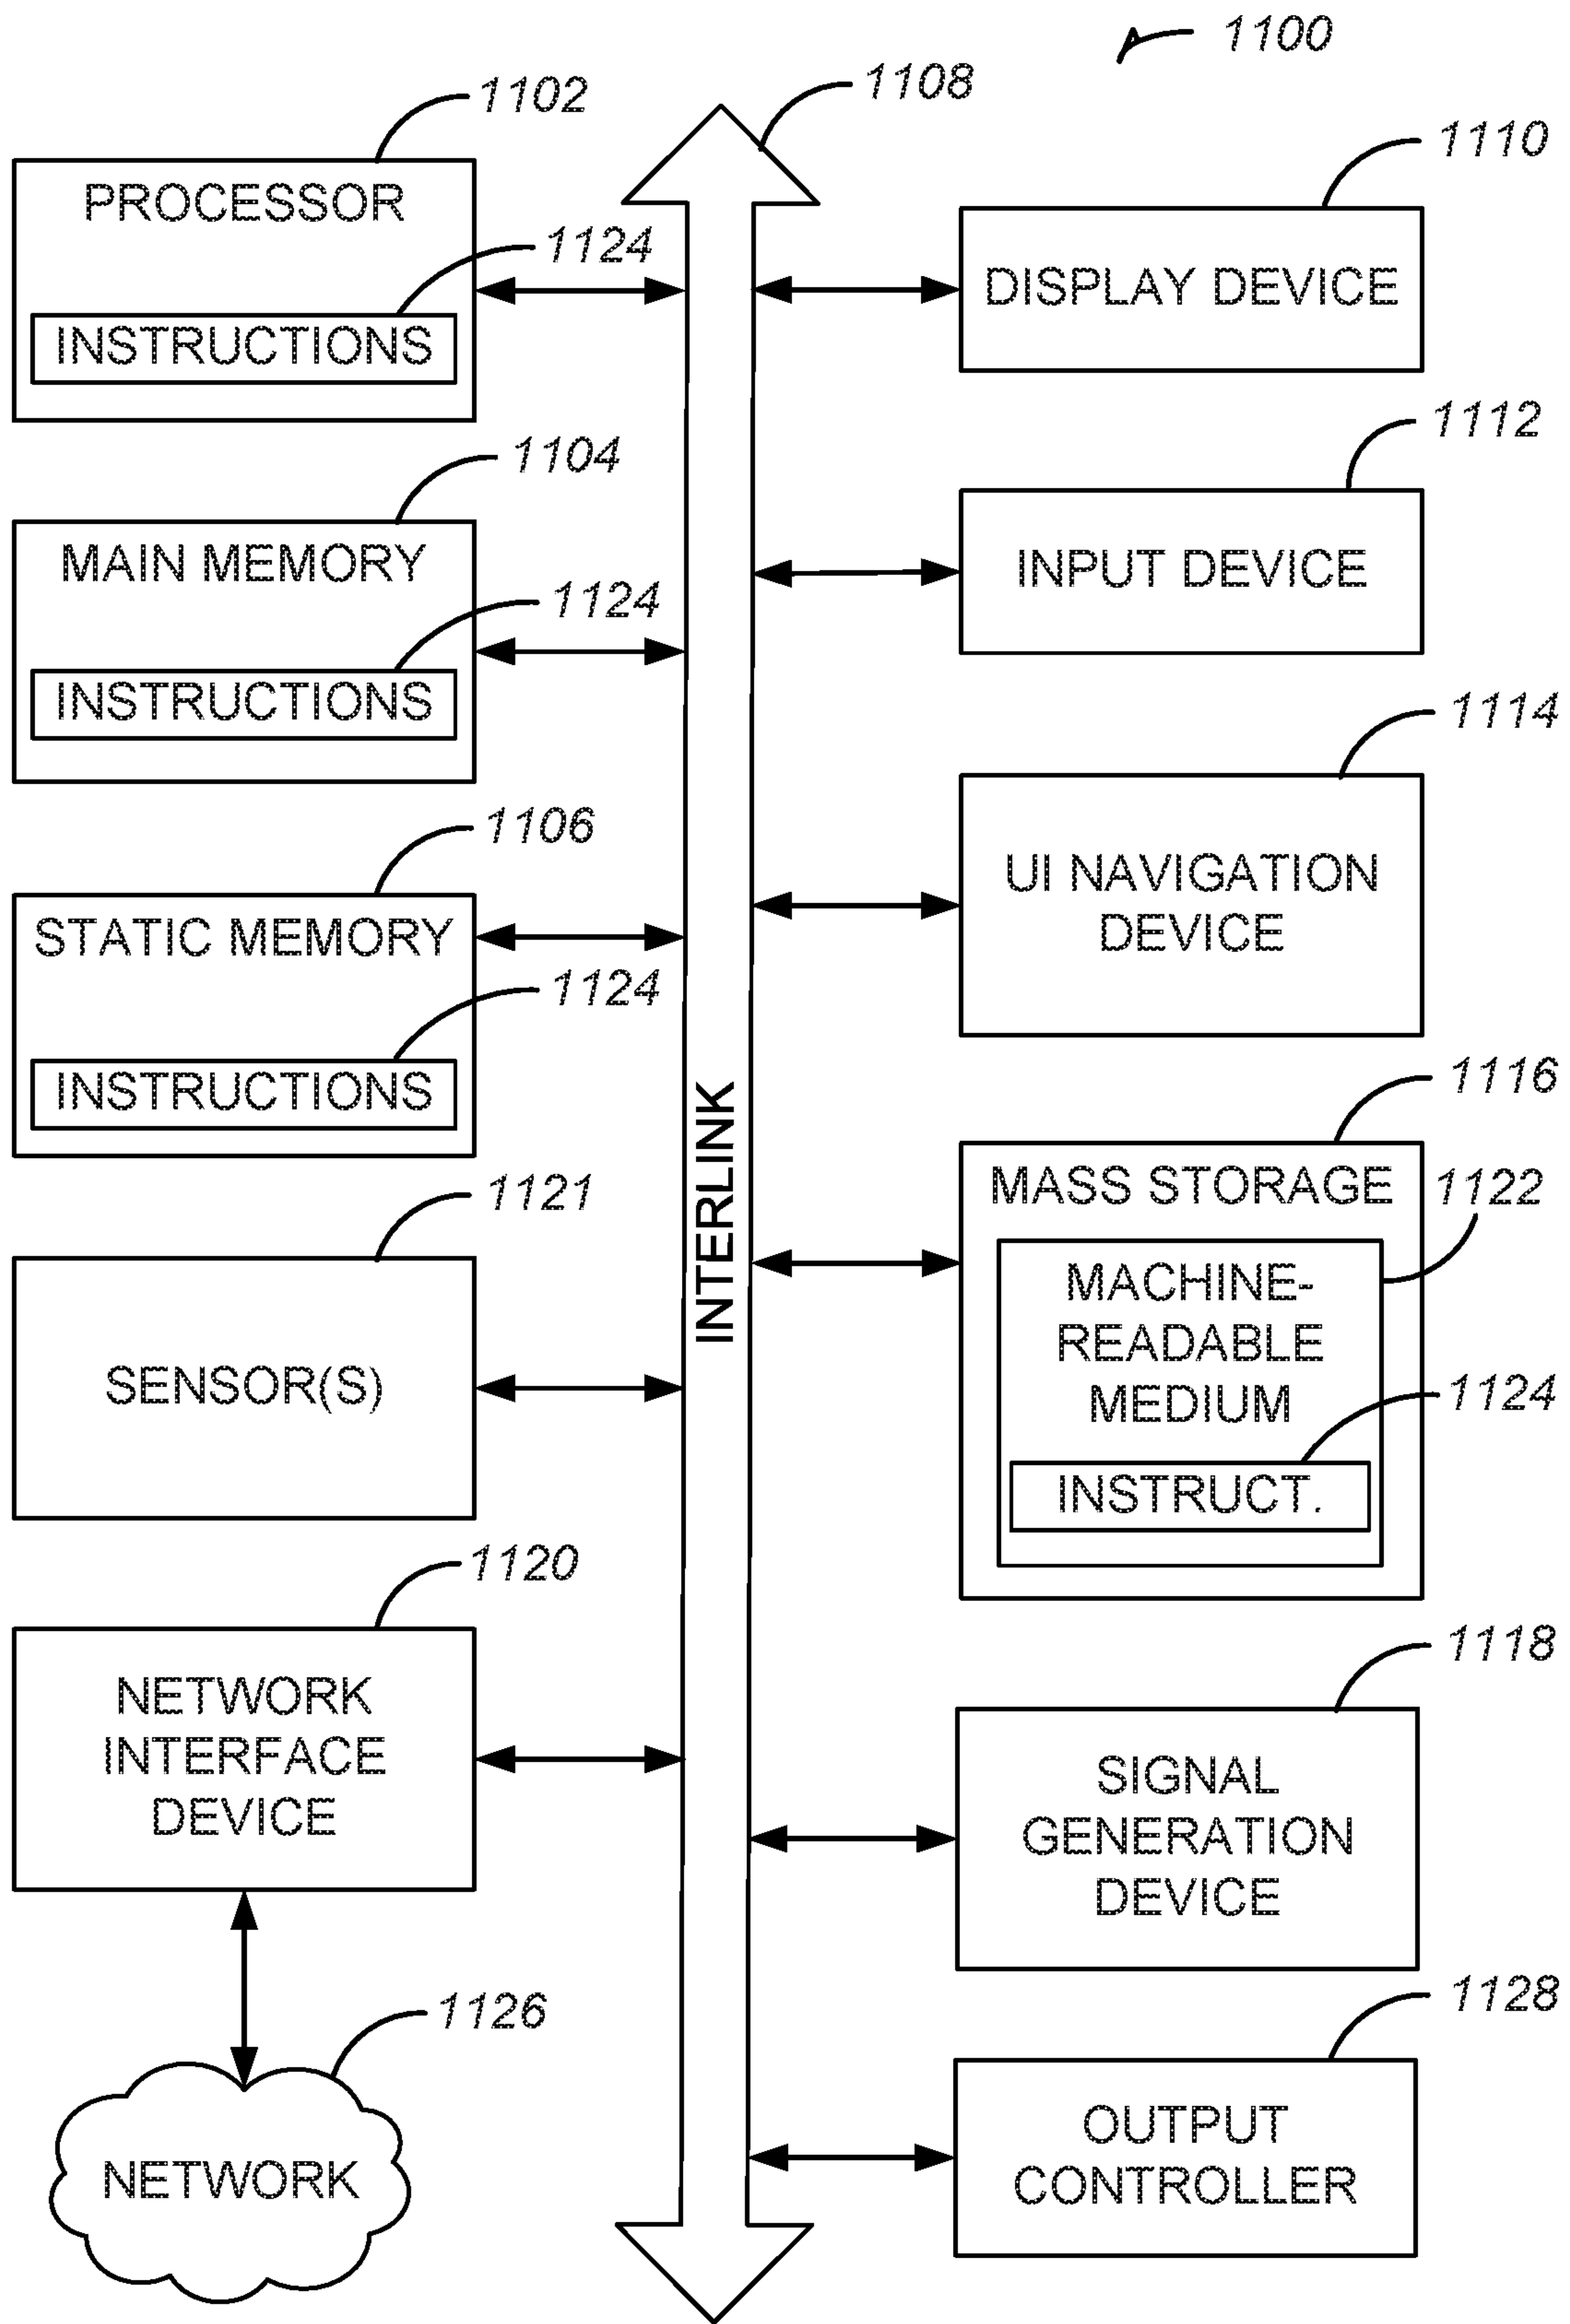 1100
1108
1102
PROCESSOR
1124
INSTRUCTIONS
1104
MAIN MEMORY
1124
INSTRUCTIONS
1106
STATIC MEMORY
1124
INSTRUCTIONS
1121
SENSOR(S)
1120
NETWORK
INTERFACE
DEVICE
1126
NETWORK
INTERLINK
1110
DISPLAY DEVICE
1112
INPUT DEVICE
1114
UI NAVIGATION
DEVICE
1116
MASS STORAGE
1122
MACHINE-
READABLE
MEDIUM
1124
INSTRUCT.
1118
SIGNAL
GENERATION
DEVICE
1128
OUTPUT
CONTROLLER